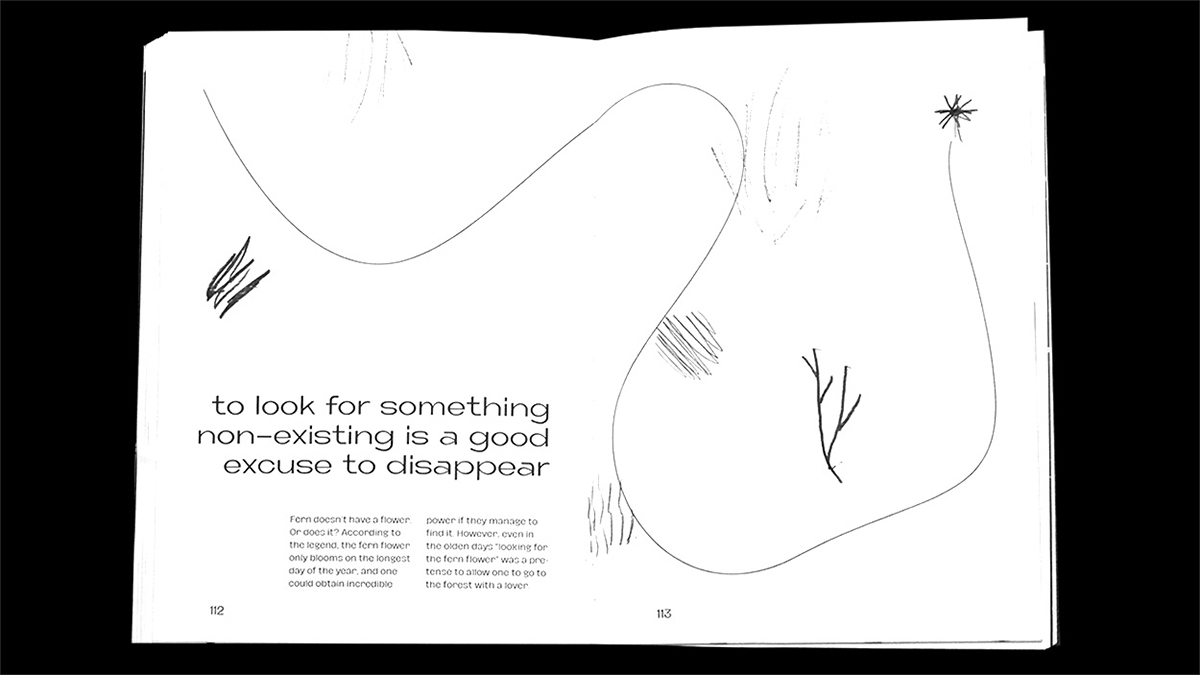 to look for something
non-existing is a good
excuse to disappear
Fern doesn't have a flower.
Or does it? According to
the legend, the fern flower
only blooms on the longest
day of the year, and one
could obtain incredible
power if they manage to
find it. However, even in
the olden days "looking for
the fern flower" was a pre-
tense to allow one to go to
the forest with a lover.
112
113